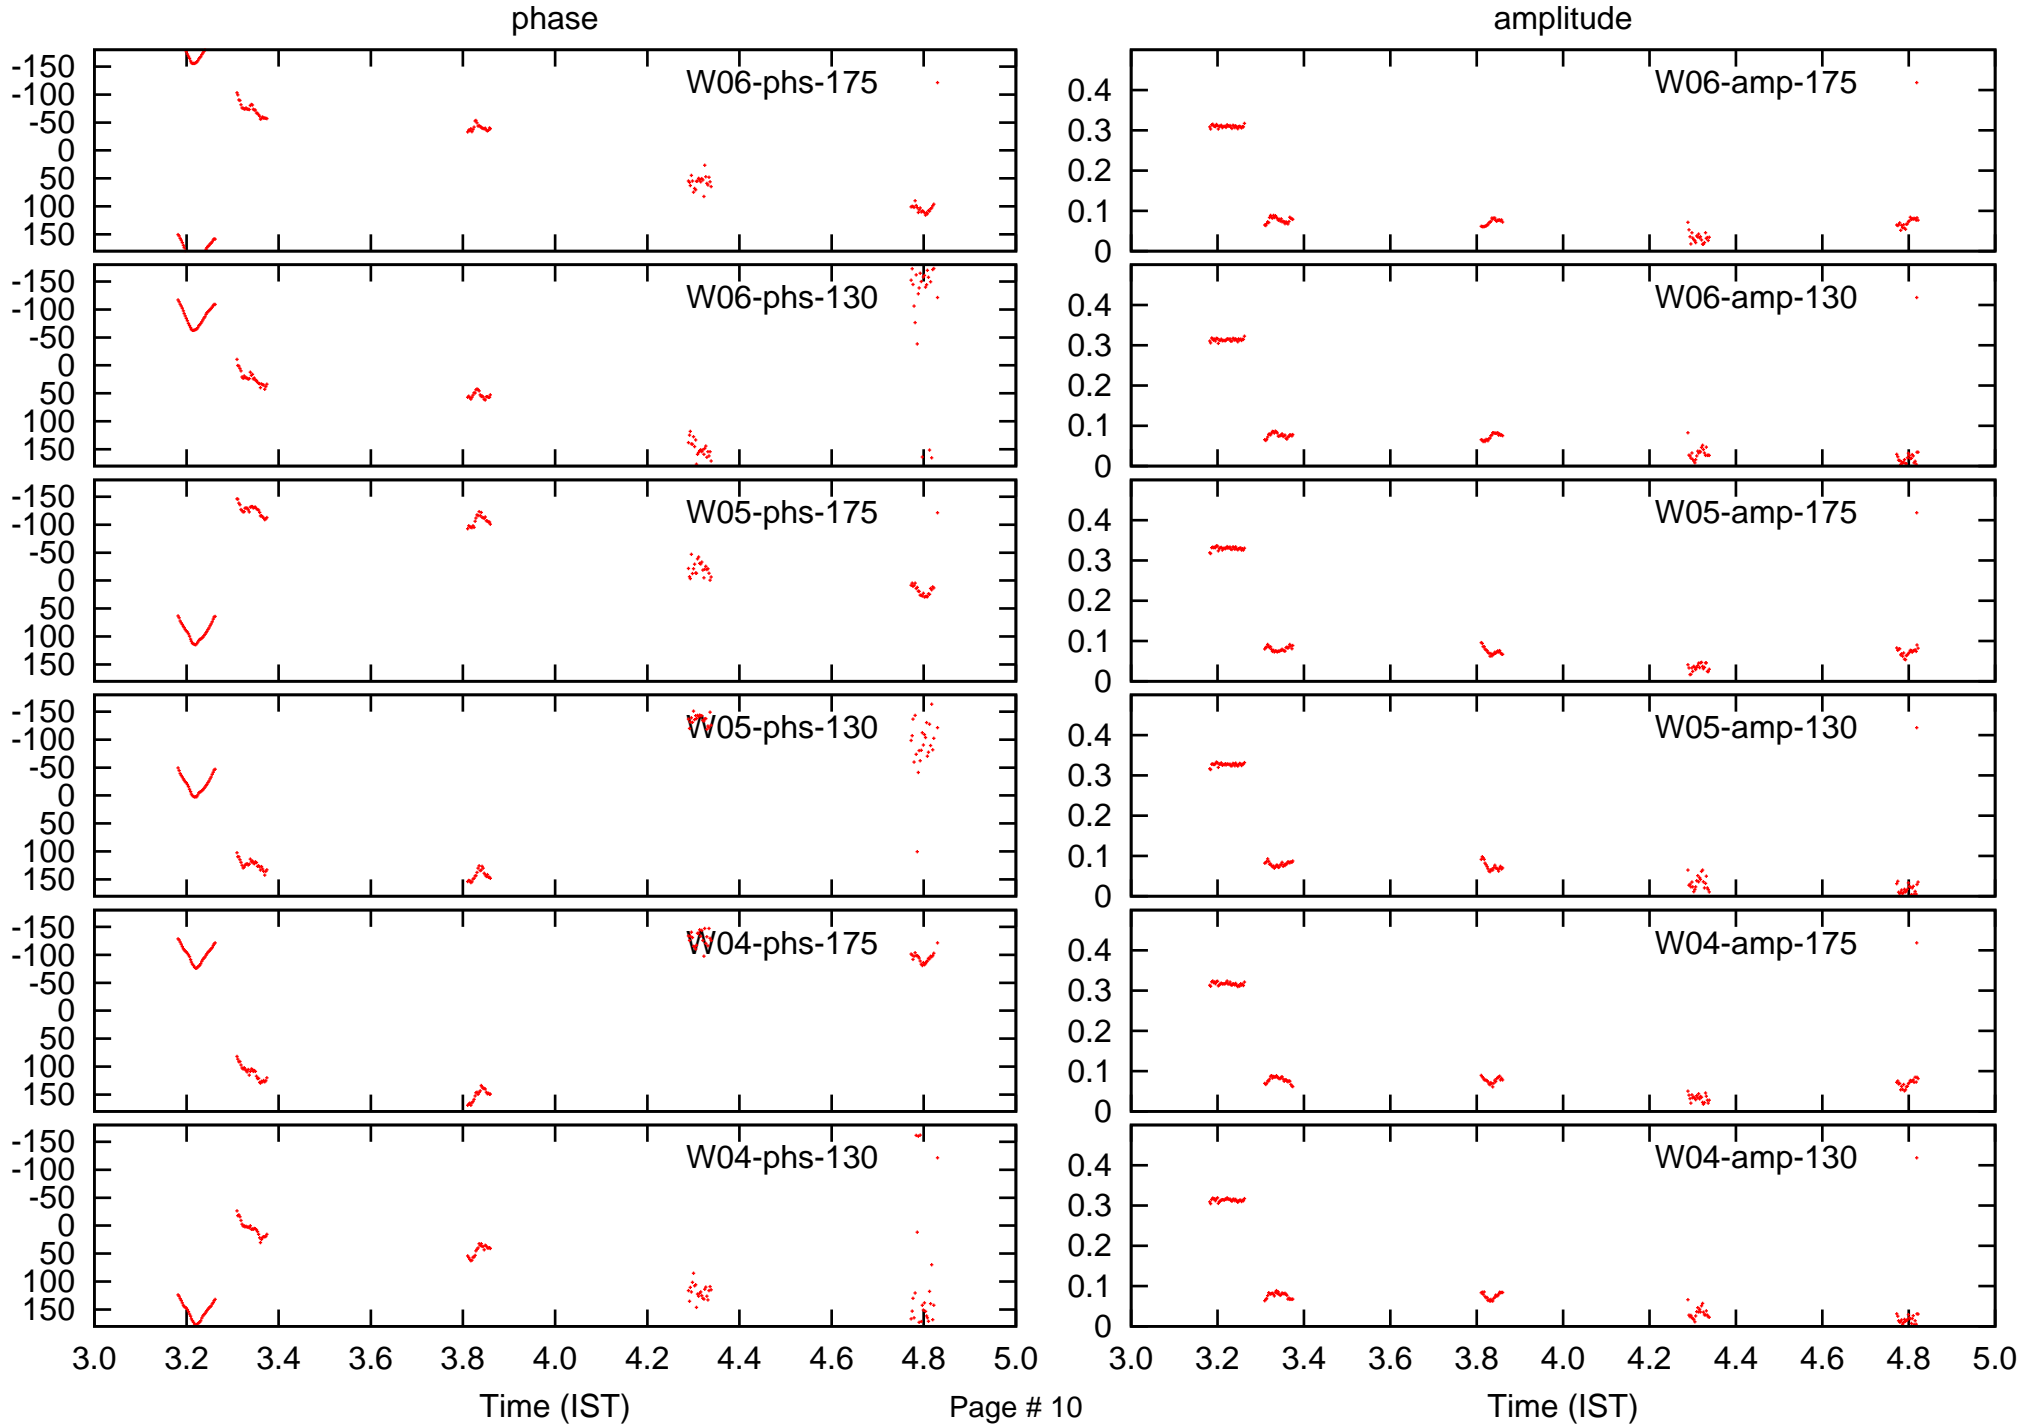 phase amplitude
-150 -100 -50 0 50 100 150 W06-phs-175 0.4 0.3 0.2 0.1 0 W06-amp-175
-150 -100 -50 0 50 100 150 W06-phs-130 0.4 0.3 0.2 0.1 0 W06-amp-130
-150 -100 -50 0 50 100 150 W05-phs-175 0.4 0.3 0.2 0.1 0 W05-amp-175
-150 -100 -50 0 50 100 150 W05-phs-130 0.4 0.3 0.2 0.1 0 W05-amp-130
-150 -100 -50 0 50 100 150 W04-phs-175 0.4 0.3 0.2 0.1 0 W04-amp-175
-150 -100 -50 0 50 100 150 W04-phs-130 0.4 0.3 0.2 0.1 0 W04-amp-130
3.0 3.2 3.4 3.6 3.8 4.0 4.2 4.4 4.6 4.8 5.0 3.0 3.2 3.4 3.6 3.8 4.0 4.2 4.4 4.6 4.8 5.0
Time (IST) Page # 10 Time (IST)